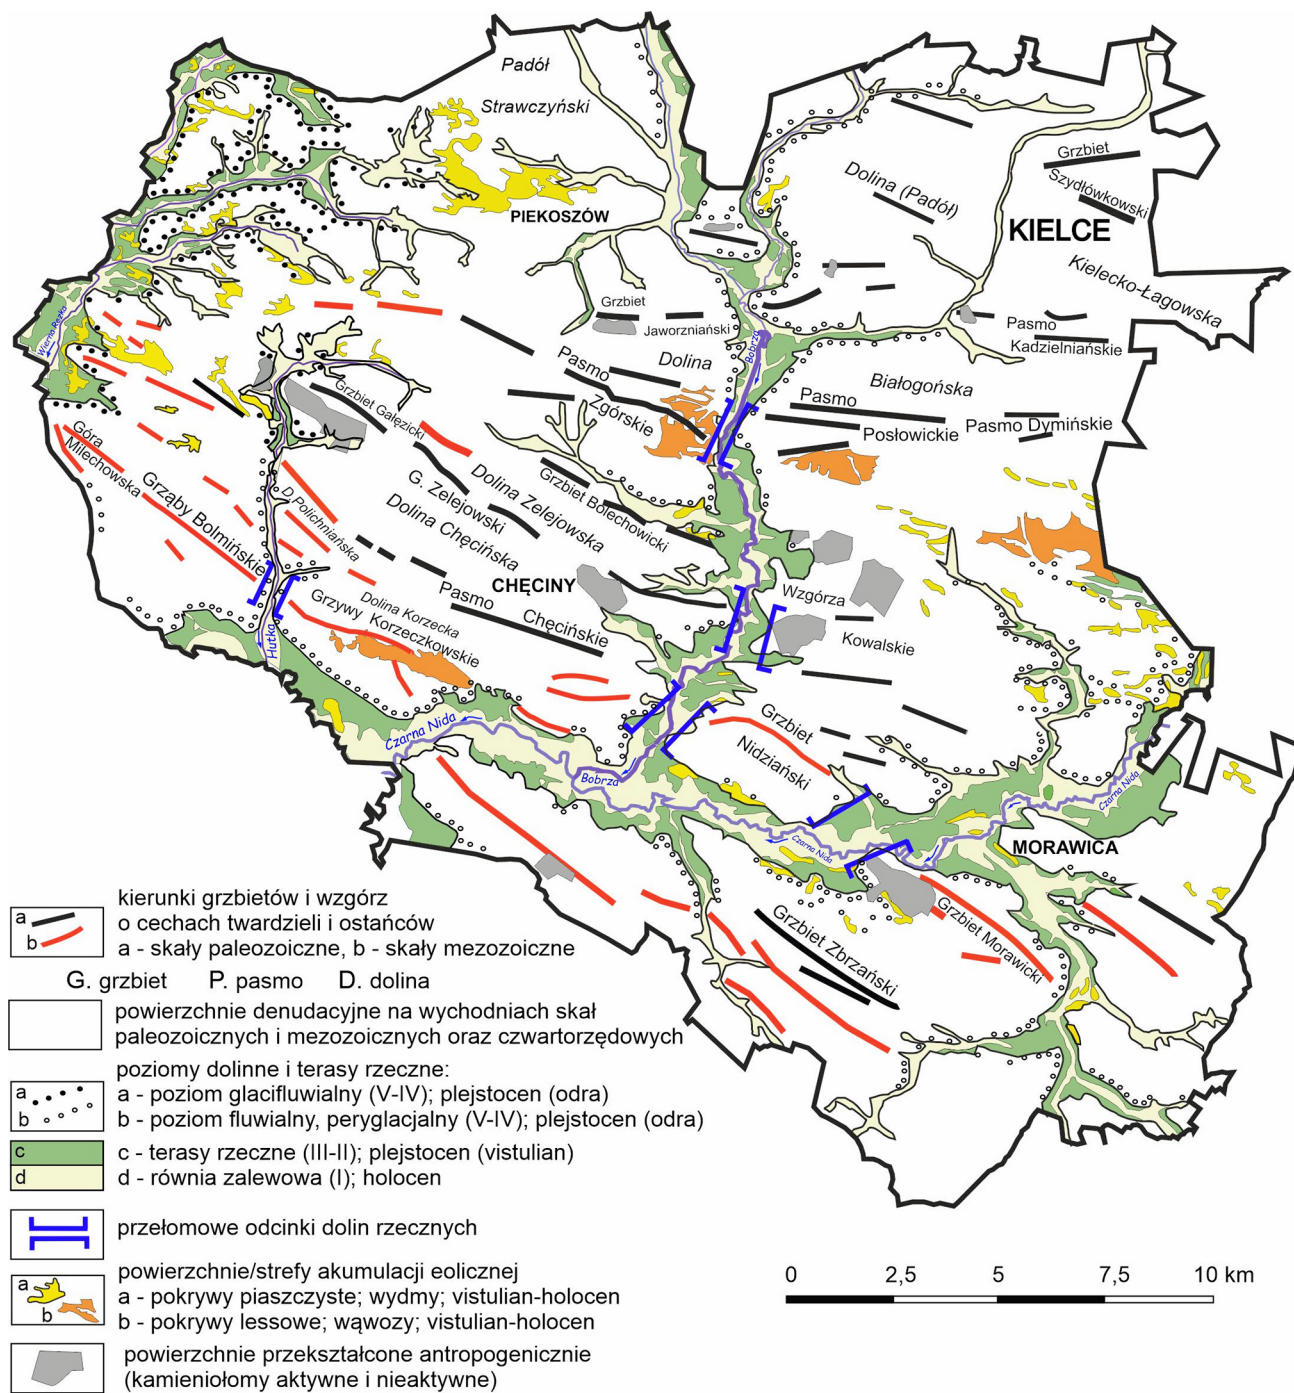 Padół
Strawczyński
PIEKOSZÓW
Dolina (Padół)
Grzbiet
Szydłówkowski
KIELCE
Kielecko-Łagowska
Wierna Rzeka
Grzbiet
Jaworzniański
Bobrza
Pasmo
Kadzielniańskie
Dolina
Białogońska
Pasmo
Zgórskie
Pasmo
Posłowickie
Pasmo Dymińskie
Grzbiet Gałęzicki
Góra
Milechowska
Grząby Bolmińskie
D. Polichniańska
G. Zelejowski
Dolina Zelejowska
Grzbiet Bolechowicki
Dolina Chęcińska
CHĘCINY
Wzgórza
Kowalskie
Pasmo
Chęcińskie
Dolina Korzecka
Grzywy Korzeczkowskie
Hutka
Czarna Nida
Bobrza
Grzbiet
Nidziański
Czarna Nida
Czarna Nida
MORAWICA
Grzbiet Zbrzański
Grzbiet Morawicki
kierunki grzbietów i wzgórz
a o cechach twardzieli i ostańców
b a - skały paleozoiczne, b - skały mezozoiczne
G. grzbiet P. pasmo D. dolina
powierzchnie denudacyjne na wychodniach skał
paleozoicznych i mezozoicznych oraz czwartorzędowych
poziomy dolinne i terasy rzeczne:
a a - poziom glacifluwialny (V-IV); plejstocen (odra)
b b - poziom fluwialny, peryglacjalny (V-IV); plejstocen (odra)
c c - terasy rzeczne (III-II); plejstocen (vistulian)
d d - równia zalewowa (I); holocen
przełomowe odcinki dolin rzecznych
powierzchnie/strefy akumulacji eolicznej
a a - pokrywy piaszczyste; wydmy; vistulian-holocen
b b - pokrywy lessowe; wąwozy; vistulian-holocen
powierzchnie przekształcone antropogenicznie
(kamieniołomy aktywne i nieaktywne)
0 2,5 5 7,5 10 km